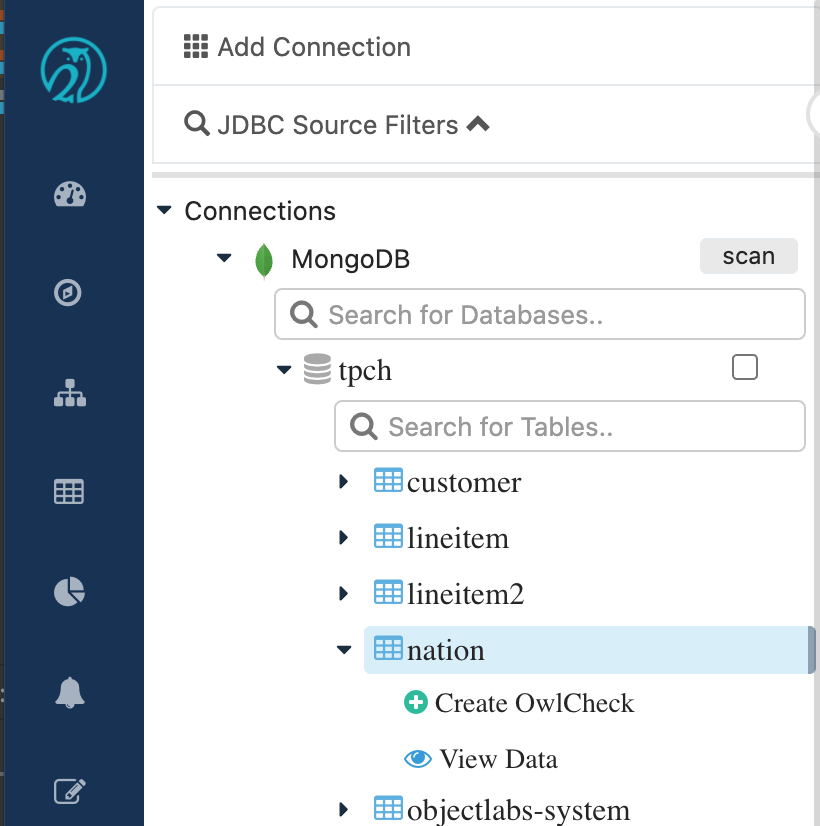 Add Connection
JDBC Source Filters
Connections
MongoDB
scan
Search for Databases..
tpch
Search for Tables..
customer
lineitem
lineitem2
nation
Create OwlCheck
View Data
objectlabs-system